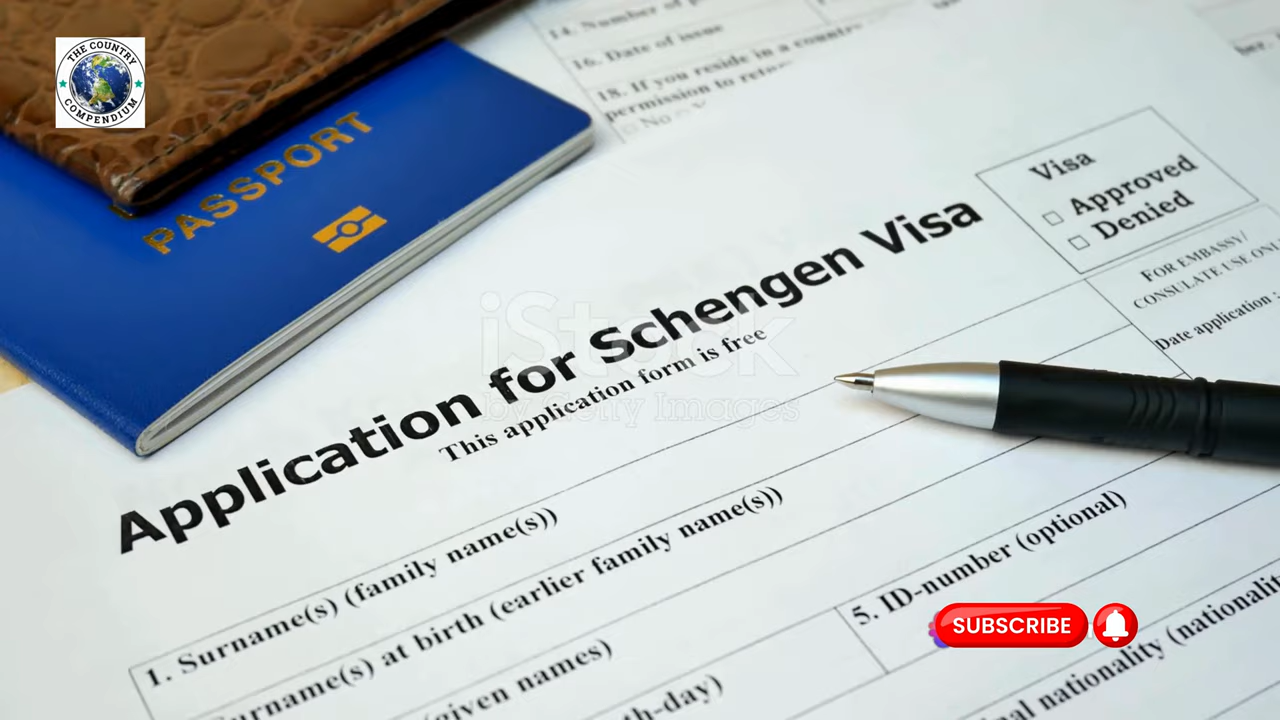 THE COUNTRY
COMPENDIUM
PASSPORT
14. Number of
16. Date of issue
18. If you reside in a country
permission to
No
Visa
Approved
Denied
FOR EMBASSY/
CONSULATE USE
Date application :
Application for Schengen Visa
This application form is free
iStock
by Getty Images
1. Surname(s) (family name(s))
at birth (earlier family name(s))
(given names)
5. ID-number (optional)
nationality
SUBSCRIBE